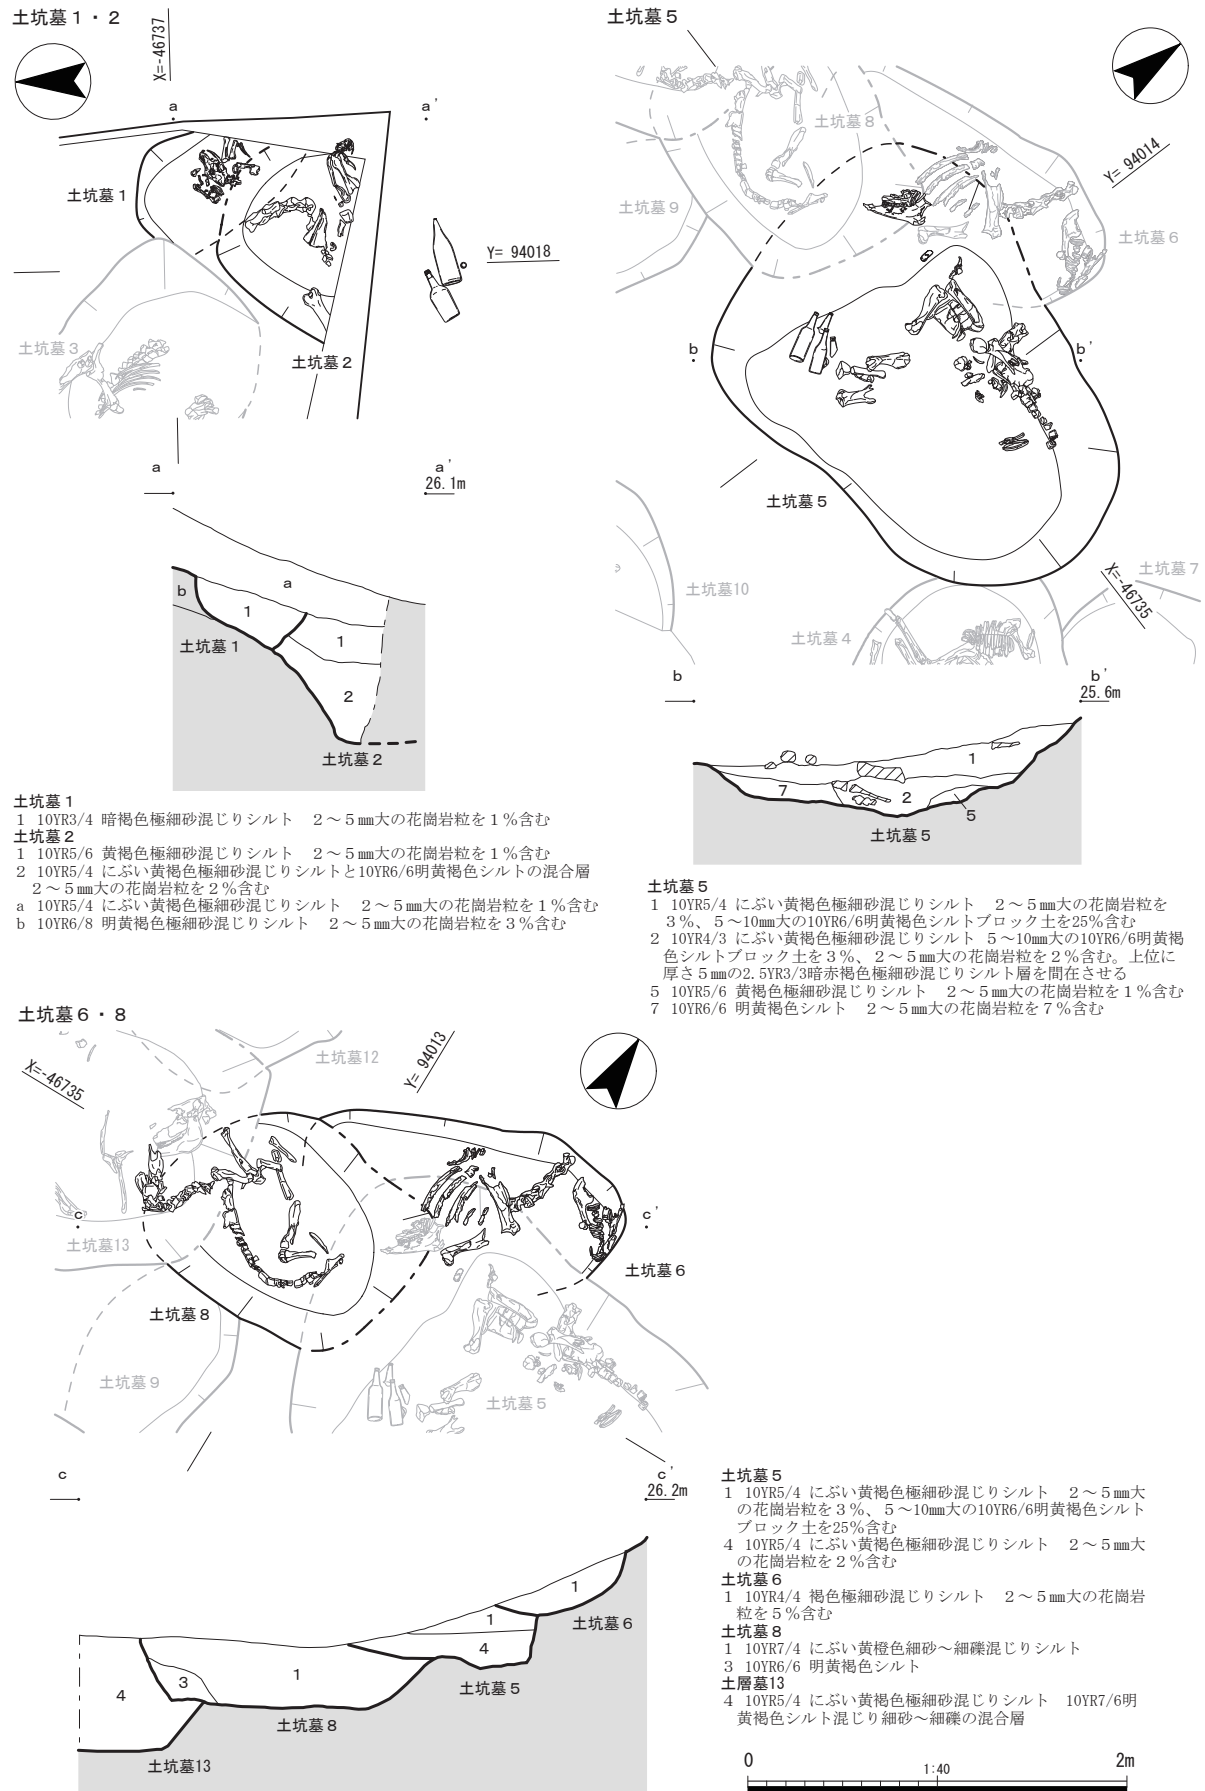 土坑墓１・２
X=-46737
a
a'
土坑墓１
Y= 94018
土坑墓３
土坑墓２
a
a'
26.1m
a
b
1
1
土坑墓１
2
土坑墓２
土坑墓１
1 10YR3/4 暗褐色極細砂混じりシルト　２～５㎜大の花崗岩粒を１％含む
土坑墓２
1 10YR5/6 黄褐色極細砂混じりシルト　２～５㎜大の花崗岩粒を１％含む
2 10YR5/4 にぶい黄褐色極細砂混じりシルトと10YR6/6明黄褐色シルトの混合層
２～５㎜大の花崗岩粒を２％含む
a 10YR5/4 にぶい黄褐色極細砂混じりシルト　２～５㎜大の花崗岩粒を１％含む
b 10YR6/8 明黄褐色極細砂混じりシルト　２～５㎜大の花崗岩粒を３％含む
土坑墓５
土坑墓８
Y= 94014
土坑墓９
土坑墓６
b
b'
土坑墓５
土坑墓10
土坑墓７
X=-46735
土坑墓４
b
b'
25.6m
1
7
2
5
土坑墓５
土坑墓５
1 10YR5/4 にぶい黄褐色極細砂混じりシルト　２～５㎜大の花崗岩粒を
３％、５～10㎜大の10YR6/6明黄褐色シルトブロック土を25％含む
2 10YR4/3 にぶい黄褐色極細砂混じりシルト ５～10㎜大の10YR6/6明黄褐
色シルトブロック土を３％、２～５㎜大の花崗岩粒を２％含む。上位に
厚さ５㎜の2.5YR3/3暗赤褐色極細砂混じりシルト層を間在させる
5 10YR5/6 黄褐色極細砂混じりシルト　２～５㎜大の花崗岩粒を１％含む
7 10YR6/6 明黄褐色シルト　２～５㎜大の花崗岩粒を７％含む
土坑墓６・８
X=-46735
土坑墓12
Y= 94013
c
c'
土坑墓13
土坑墓６
土坑墓８
土坑墓９
土坑墓５
c
c'
26.2m
1
土坑墓６
1
4
土坑墓５
1
3
4
土坑墓８
土坑墓13
土坑墓５
1 10YR5/4 にぶい黄褐色極細砂混じりシルト　２～５㎜大
の花崗岩粒を３％、５～10㎜大の10YR6/6明黄褐色シルト
ブロック土を25％含む
4 10YR5/4 にぶい黄褐色極細砂混じりシルト　２～５㎜大
の花崗岩粒を２％含む
土坑墓６
1 10YR4/4 褐色極細砂混じりシルト　２～５㎜大の花崗岩
粒を５％含む
土坑墓８
1 10YR7/4 にぶい黄橙色細砂～細礫混じりシルト
3 10YR6/6 明黄褐色シルト
土層墓13
4 10YR5/4 にぶい黄褐色極細砂混じりシルト　10YR7/6明
黄褐色シルト混じり細砂～細礫の混合層
0
1:40
2m